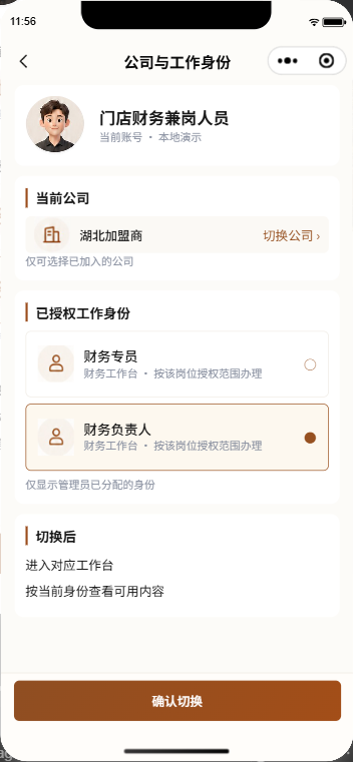 11:56
公司与工作身份
门店财务兼岗人员
当前账号 · 本地演示
当前公司
湖北加盟商
切换公司 ›
仅可选择已加入的公司
已授权工作身份
财务专员
财务工作台 · 按该岗位授权范围办理
财务负责人
财务工作台 · 按该岗位授权范围办理
仅显示管理员已分配的身份
切换后
进入对应工作台
按当前身份查看可用内容
确认切换